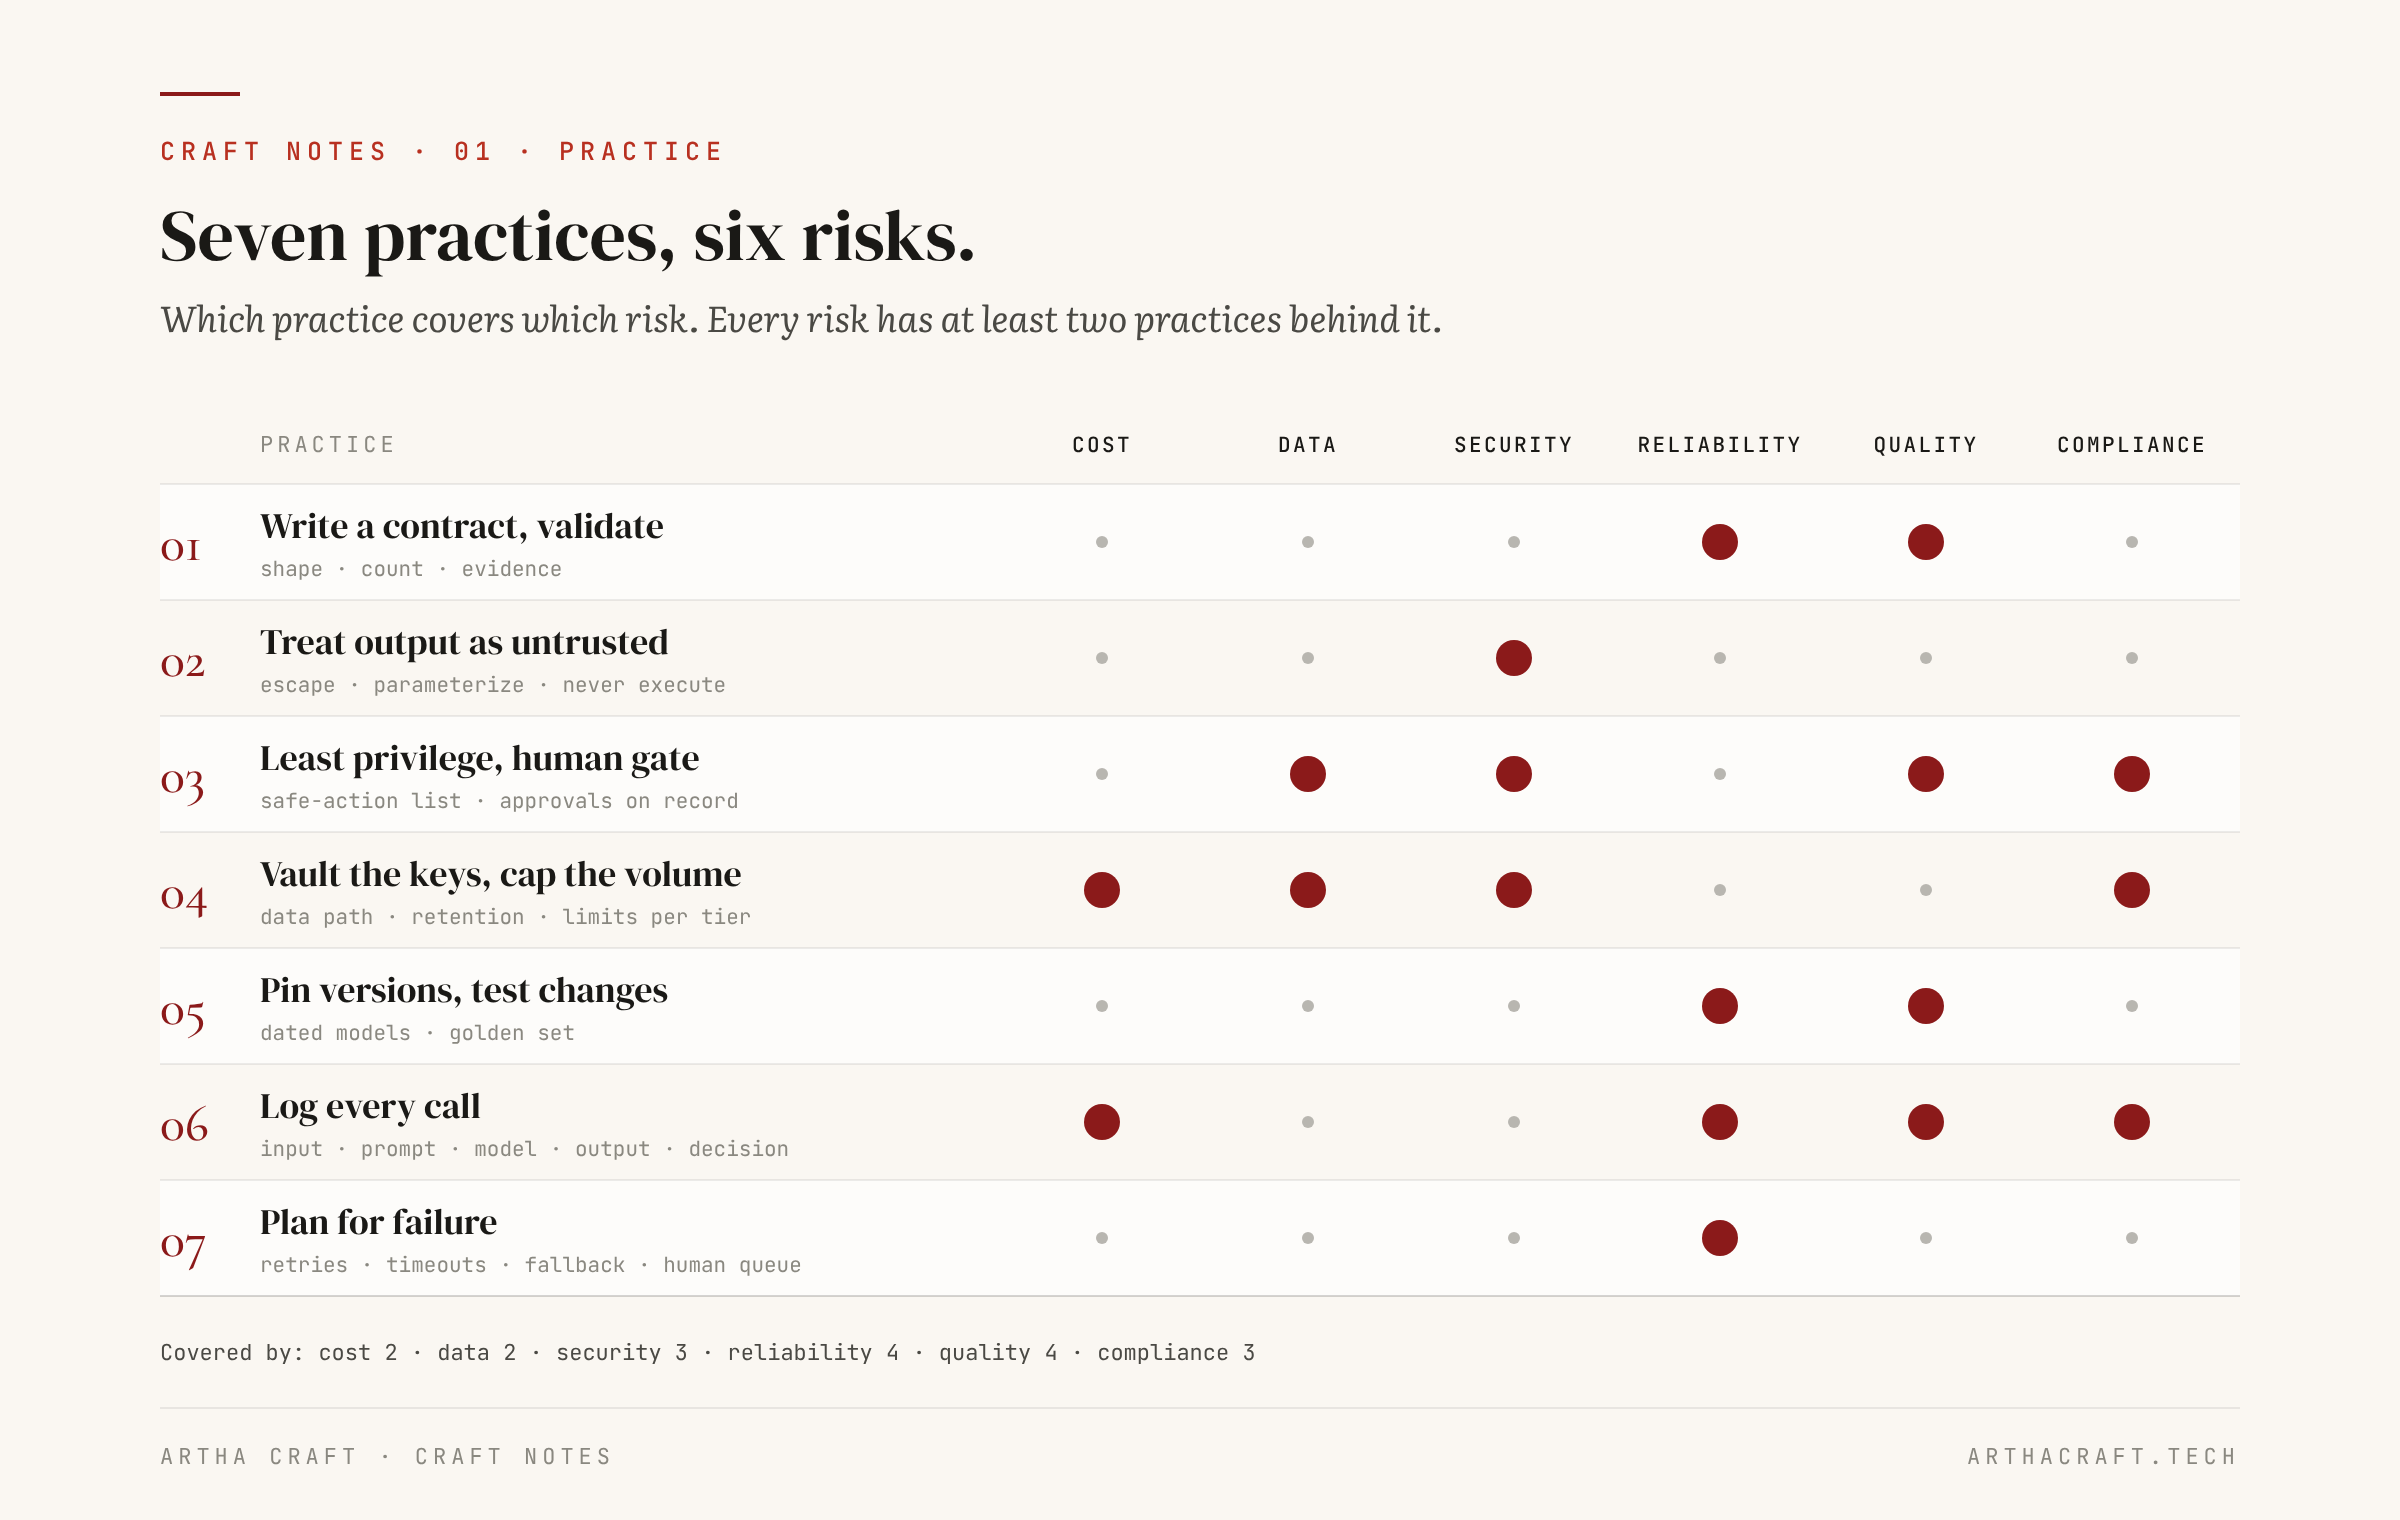 CRAFT NOTES · 01 · PRACTICE
Seven practices, six risks.
Which practice covers which risk. Every risk has at least two practices behind it.
PRACTICE COST DATA SECURITY RELIABILITY QUALITY COMPLIANCE
01 Write a contract, validate
shape · count · evidence
02 Treat output as untrusted
escape · parameterize · never execute
03 Least privilege, human gate
safe-action list · approvals on record
04 Vault the keys, cap the volume
data path · retention · limits per tier
05 Pin versions, test changes
dated models · golden set
06 Log every call
input · prompt · model · output · decision
07 Plan for failure
retries · timeouts · fallback · human queue
Covered by: cost 2 · data 2 · security 3 · reliability 4 · quality 4 · compliance 3
ARTHA CRAFT · CRAFT NOTES ARTHACRAFT.TECH